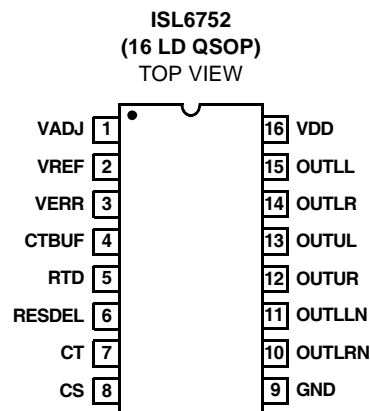 ISL6752
(16 LD QSOP)
TOP VIEW
VADJ 1 16 VDD
VREF 2 15 OUTLL
VERR 3 14 OUTLR
CTBUF 4 13 OUTUL
RTD 5 12 OUTUR
RESDEL 6 11 OUTLLN
CT 7 10 OUTLRN
CS 8 9 GND